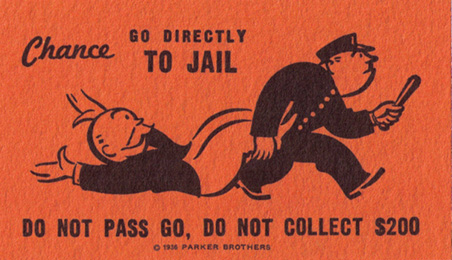 Chance
GO DIRECTLY
TO JAIL
DO NOT PASS GO, DO NOT COLLECT $200
© 1936 PARKER BROTHERS